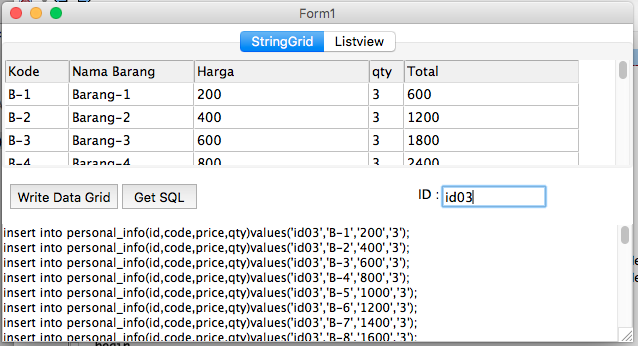 Form1
StringGrid Listview
Kode Nama Barang Harga qty Total
B-1 Barang-1 200 3 600
B-2 Barang-2 400 3 1200
B-3 Barang-3 600 3 1800
B-4 Barang-4 800 3 2400
Write Data Grid Get SQL ID : id03
insert into personal_info(id,code,price,qty)values('id03','B-1','200','3');
insert into personal_info(id,code,price,qty)values('id03','B-2','400','3');
insert into personal_info(id,code,price,qty)values('id03','B-3','600','3');
insert into personal_info(id,code,price,qty)values('id03','B-4','800','3');
insert into personal_info(id,code,price,qty)values('id03','B-5','1000','3');
insert into personal_info(id,code,price,qty)values('id03','B-6','1200','3');
insert into personal_info(id,code,price,qty)values('id03','B-7','1400','3');
insert into personal_info(id,code,price,qty)values('id03','B-8','1600','3');